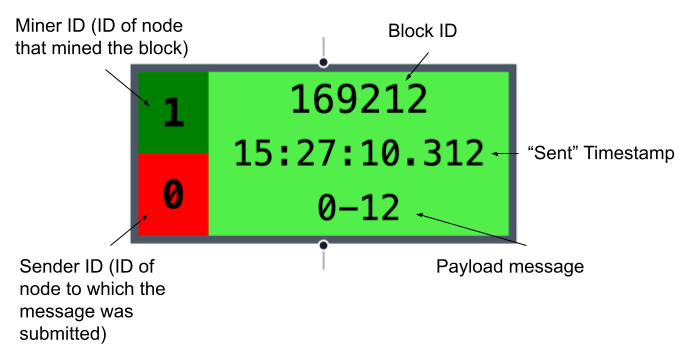 Miner ID (ID of node
that mined the block)
Block ID
1
169212
15:27:10.312
“Sent” Timestamp
0
0-12
Sender ID (ID of
node to which the
message was
submitted)
Payload message